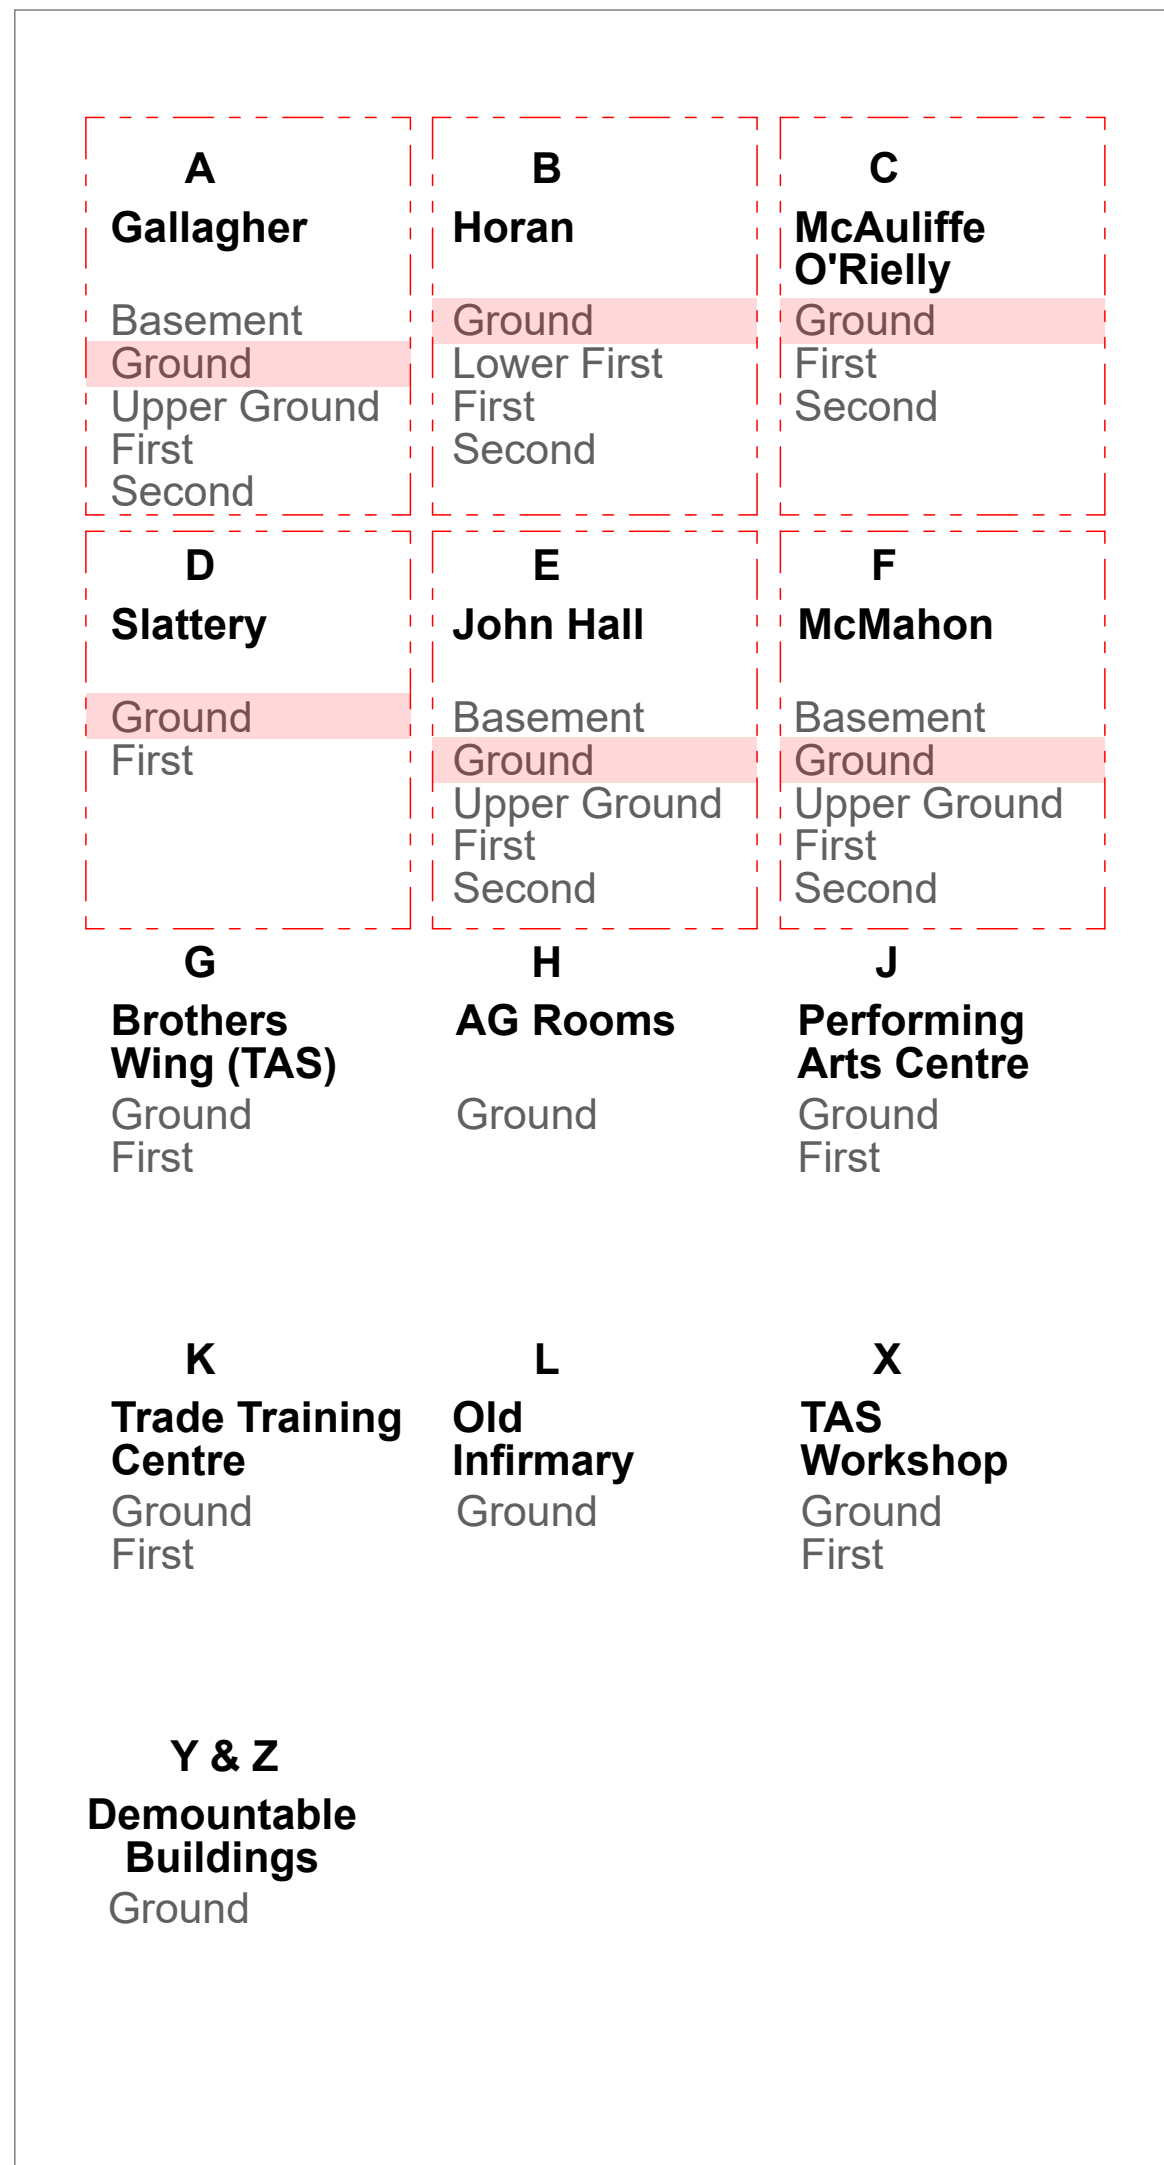 A
Gallagher
Basement
Ground
Upper Ground
First
Second
B
Horan
Ground
Lower First
First
Second
C
McAuliffe
O'Rielly
Ground
First
Second
D
Slattery
Ground
First
E
John Hall
Basement
Ground
Upper Ground
First
Second
F
McMahon
Basement
Ground
Upper Ground
First
Second
G
Brothers
Wing (TAS)
Ground
First
H
AG Rooms
Ground
J
Performing
Arts Centre
Ground
First
K
Trade Training
Centre
Ground
First
L
Old
Infirmary
Ground
X
TAS
Workshop
Ground
First
Y & Z
Demountable
Buildings
Ground